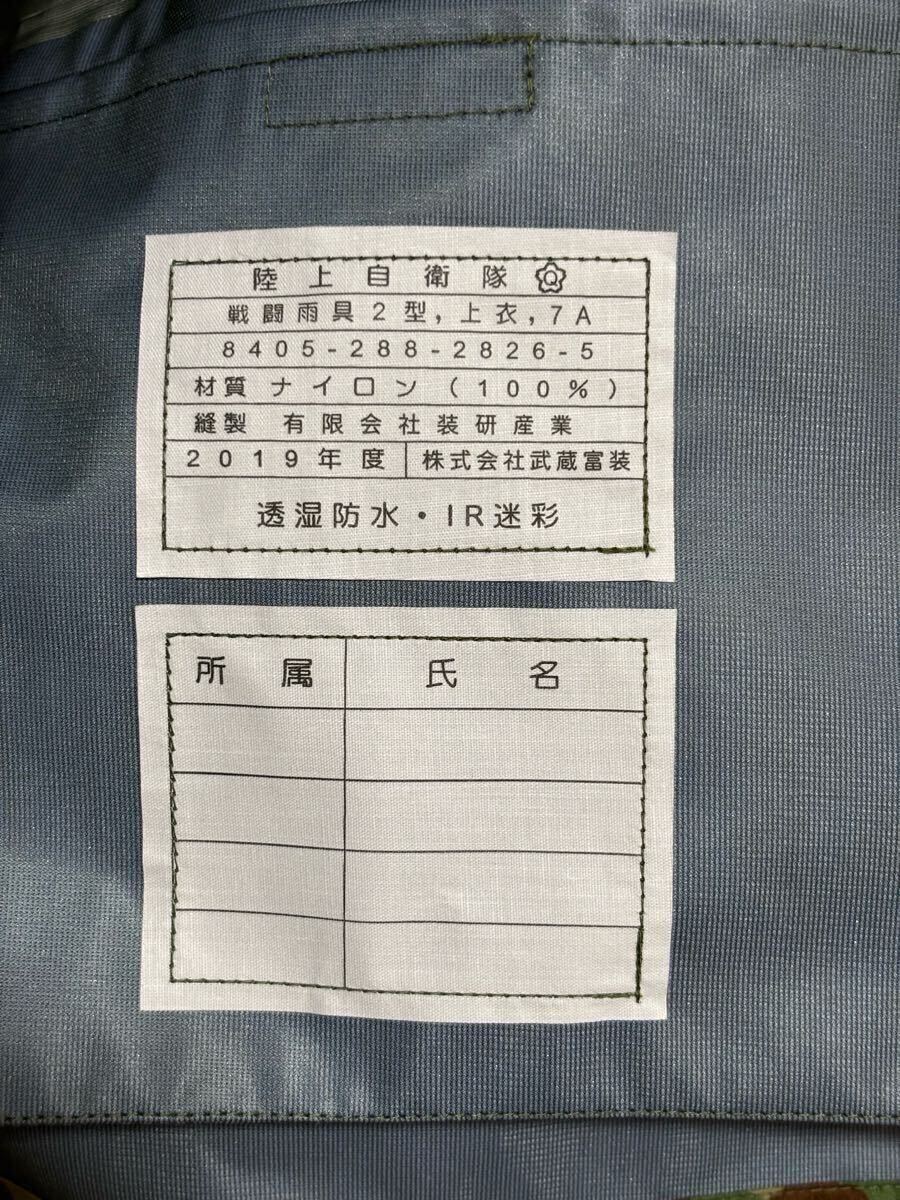 陸上自衛隊 Q
戦闘雨具2型,上衣,7A
8405-288-2826-5
材質 ナイロン(100%)
縫製 有限会社装研産業
2019年度 株式会社武蔵富装
透湿防水・IR迷彩
所属 氏名